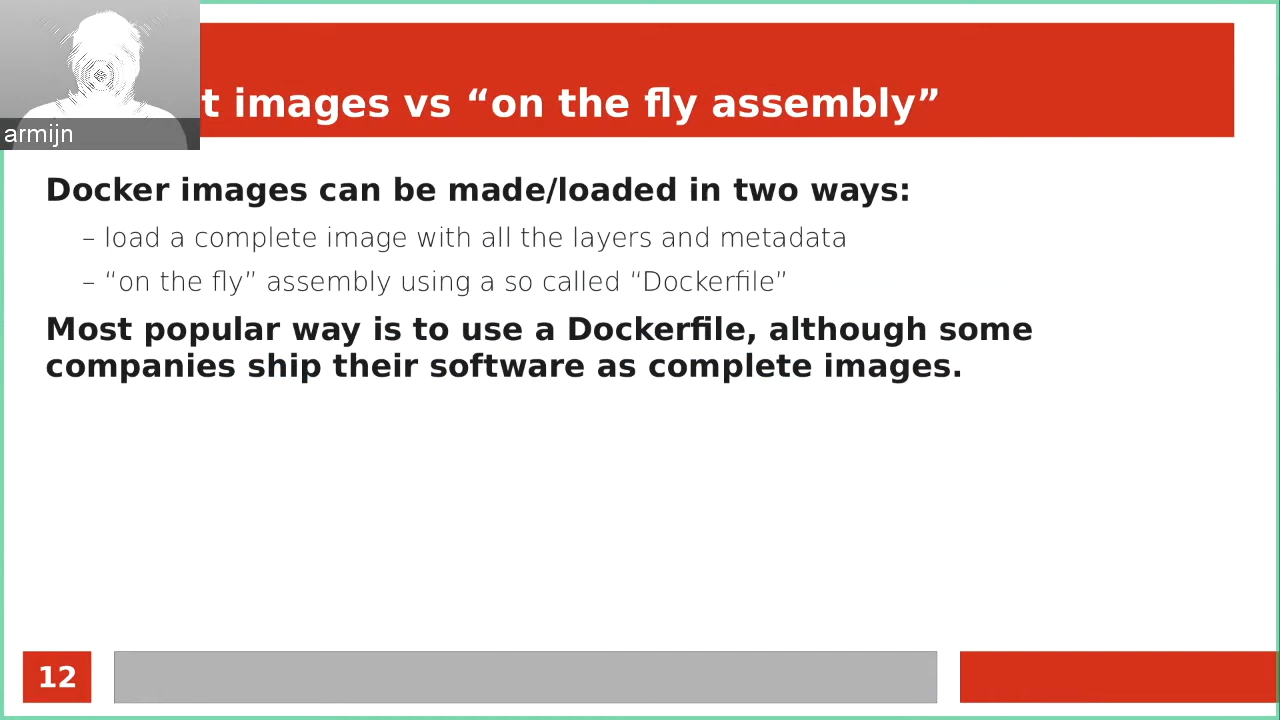 armijn
t images vs “on the fly assembly”
Docker images can be made/loaded in two ways:
– load a complete image with all the layers and metadata
– “on the fly” assembly using a so called “Dockerfile”
Most popular way is to use a Dockerfile, although some
companies ship their software as complete images.
12